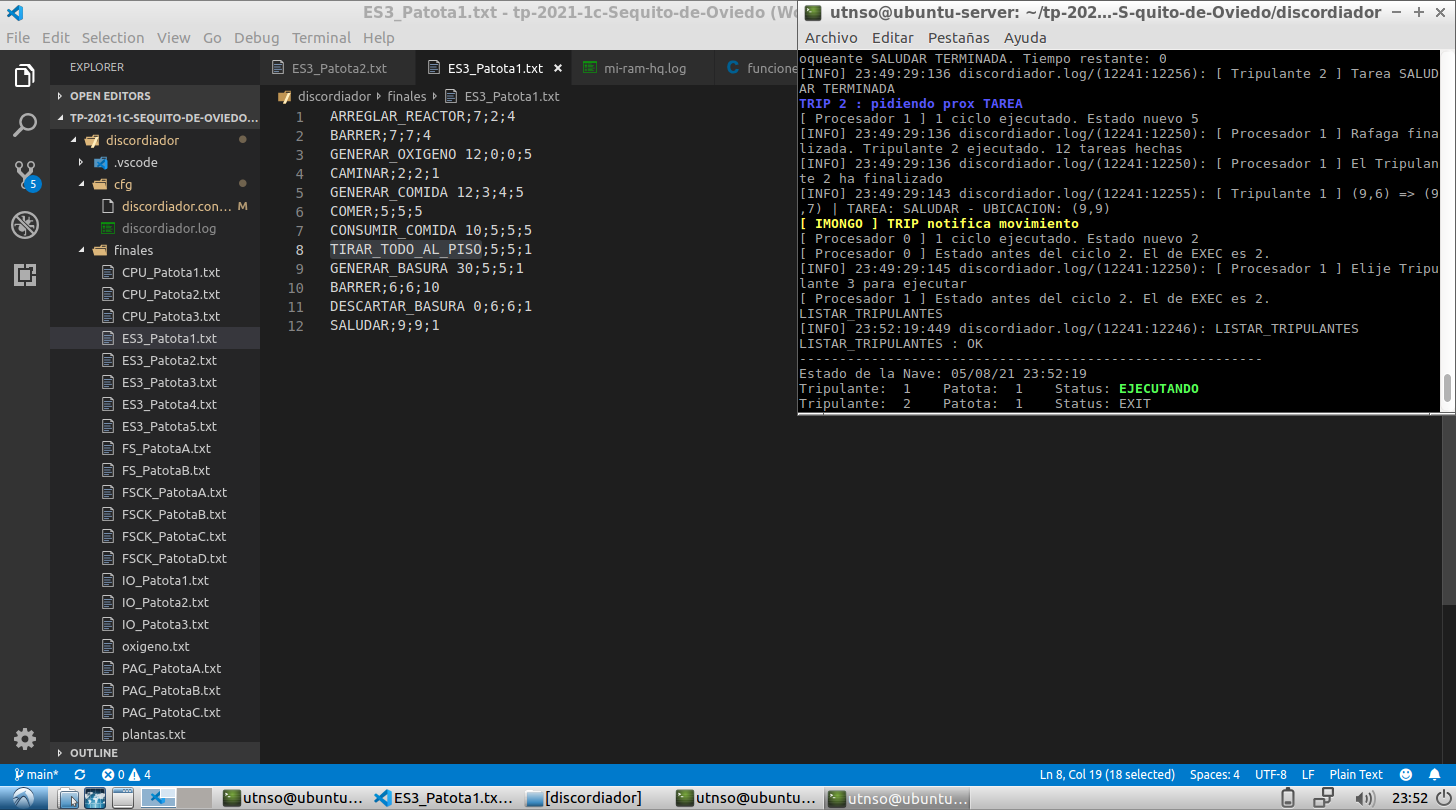 ES3_Patota1.txt - tp-2021-1c-Sequito-de-Oviedo (Wo
File Edit Selection View Go Debug Terminal Help
EXPLORER
OPEN EDITORS
TP-2021-1C-SEQUITO-DE-OVIEDO...
discordiador
.vscode
5
cfg
discordiador.con... M
discordiador.log
finales
CPU_Patota1.txt
CPU_Patota2.txt
CPU_Patota3.txt
ES3_Patota1.txt
ES3_Patota2.txt
ES3_Patota3.txt
ES3_Patota4.txt
ES3_Patota5.txt
FS_PatotaA.txt
FS_PatotaB.txt
FSCK_PatotaA.txt
FSCK_PatotaB.txt
FSCK_PatotaC.txt
FSCK_PatotaD.txt
IO_Patota1.txt
IO_Patota2.txt
IO_Patota3.txt
oxigeno.txt
PAG_PatotaA.txt
PAG_PatotaB.txt
PAG_PatotaC.txt
plantas.txt
OUTLINE
ES3_Patota2.txt ES3_Patota1.txt × mi-ram-hq.log C funcione
discordiador finales ES3_Patota1.txt
1 ARREGLAR_REACTOR;7;2;4
2 BARRER;7;7;4
3 GENERAR_OXIGENO 12;0;0;5
4 CAMINAR;2;2;1
5 GENERAR_COMIDA 12;3;4;5
6 COMER;5;5;5
7 CONSUMIR_COMIDA 10;5;5;5
8 TIRAR_TODO_AL_PISO;5;5;1
9 GENERAR_BASURA 30;5;5;1
10 BARRER;6;6;10
11 DESCARTAR_BASURA 0;6;6;1
12 SALUDAR;9;9;1
utnso@ubuntu-server: ~/tp-202...-S-quito-de-Oviedo/discordiador
Archivo Editar Pestañas Ayuda
oqueante SALUDAR TERMINADA. Tiempo restante: 0
[INFO] 23:49:29:136 discordiador.log/(12241:12256): [ Tripulante 2 ] Tarea SALUD
AR TERMINADA
TRIP 2 : pidiendo prox TAREA
[ Procesador 1 ] 1 ciclo ejecutado. Estado nuevo 5
[INFO] 23:49:29:136 discordiador.log/(12241:12250): [ Procesador 1 ] Rafaga fina
lizada. Tripulante 2 ejecutado. 12 tareas hechas
[INFO] 23:49:29:136 discordiador.log/(12241:12250): [ Procesador 1 ] El Tripulan
te 2 ha finalizado
[INFO] 23:49:29:143 discordiador.log/(12241:12255): [ Tripulante 1 ] (9,6) => (9
,7) | TAREA: SALUDAR - UBICACION: (9,9)
[ IMONGO ] TRIP notifica movimiento
[ Procesador 0 ] 1 ciclo ejecutado. Estado nuevo 2
[ Procesador 0 ] Estado antes del ciclo 2. El de EXEC es 2.
[INFO] 23:49:29:145 discordiador.log/(12241:12250): [ Procesador 1 ] Elije Tripu
lante 3 para ejecutar
[ Procesador 1 ] Estado antes del ciclo 2. El de EXEC es 2.
LISTAR_TRIPULANTES
[INFO] 23:52:19:449 discordiador.log/(12241:12246): LISTAR_TRIPULANTES
LISTAR_TRIPULANTES : OK
----------------------------------------------------------
Estado de la Nave: 05/08/21 23:52:19
Tripulante: 1 Patota: 1 Status: EJECUTANDO
Tripulante: 2 Patota: 1 Status: EXIT
main* 0 4 Ln 8, Col 19 (18 selected) Spaces: 4 UTF-8 LF Plain Text
utnso@ubuntu... ES3_Patota1.tx... [discordiador] utnso@ubuntu... utnso@ubuntu... 23:52